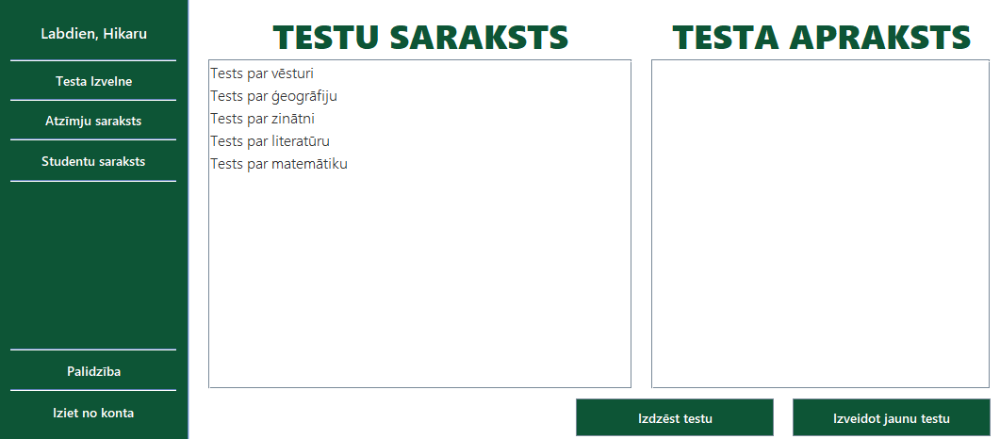 Labdien, Hikaru
Testa Izvelne
Atzīmju saraksts
Studentu saraksts
Palidzība
Iziet no konta
TESTU SARAKSTS
Tests par vēsturi
Tests par ģeogrāfiju
Tests par zinātni
Tests par literatūru
Tests par matemātiku
TESTA APRAKSTS
Izdzēst testu
Izveidot jaunu testu